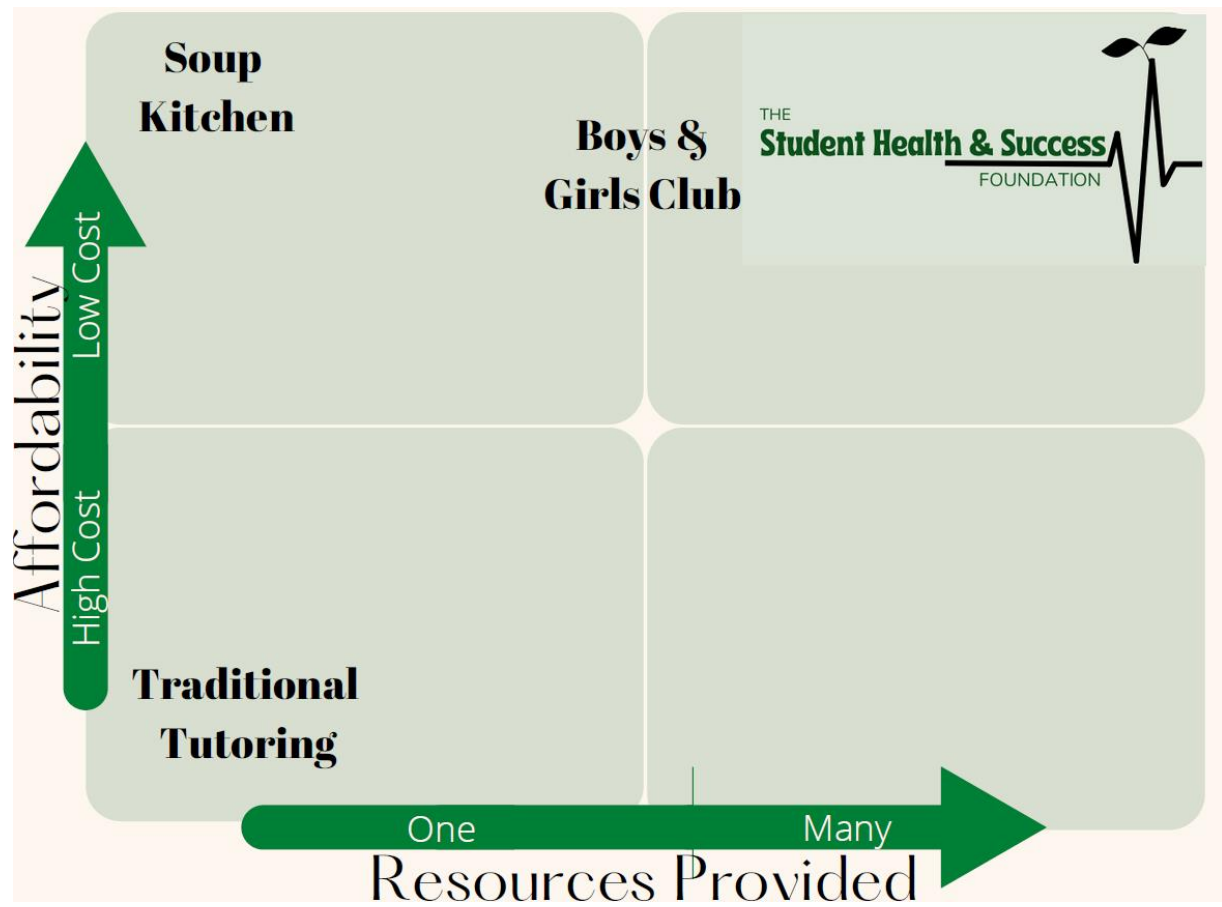 Soup
Kitchen
Boys &
Girls Club
THE
Student Health & Success
FOUNDATION
Affordability
Low Cost
High Cost
Traditional
Tutoring
One
Many
Resources Provided